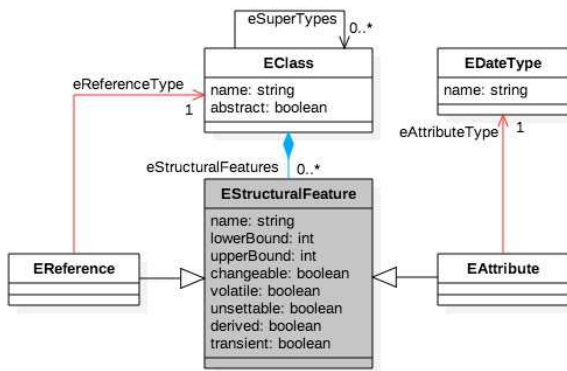 eSuperTypes
0..*
EClass
name: string
abstract: boolean
EDateType
name: string
eReferenceType
1
eAttributeType
1
eStructuralFeatures
0..*
EStructuralFeature
name: string
lowerBound: int
upperBound: int
changeable: boolean
volatile: boolean
unsettable: boolean
derived: boolean
transient: boolean
EReference
EAttribute